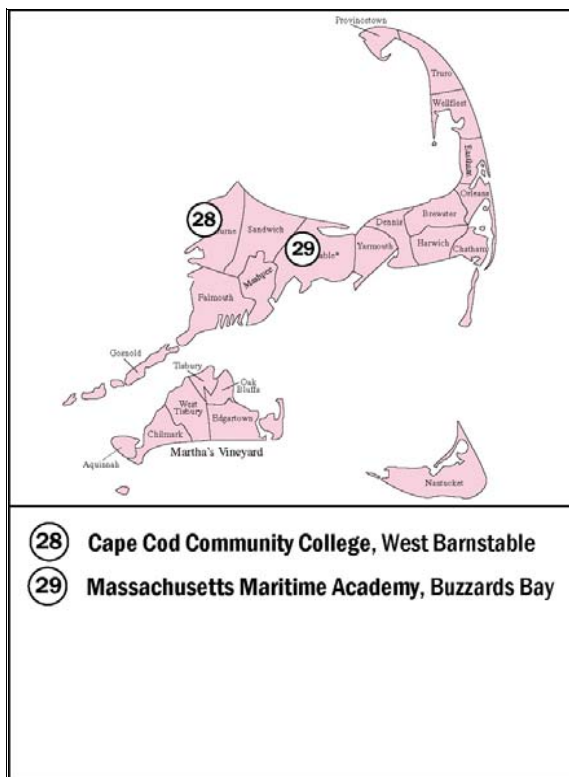 Provincetown
Truro
Wellfleet
Eastham
Orleans
Brewster
Dennis
Harwich
Chatham
Yarmouth
28 urne
Sandwich
29 able*
Mashpee
Falmouth
Gosnold
Tisbury
Oak
Bluffs
West
Tisbury
Edgartown
Chilmark
Aquinnah
Martha's Vineyard
Nantucket
28 Cape Cod Community College, West Barnstable
29 Massachusetts Maritime Academy, Buzzards Bay